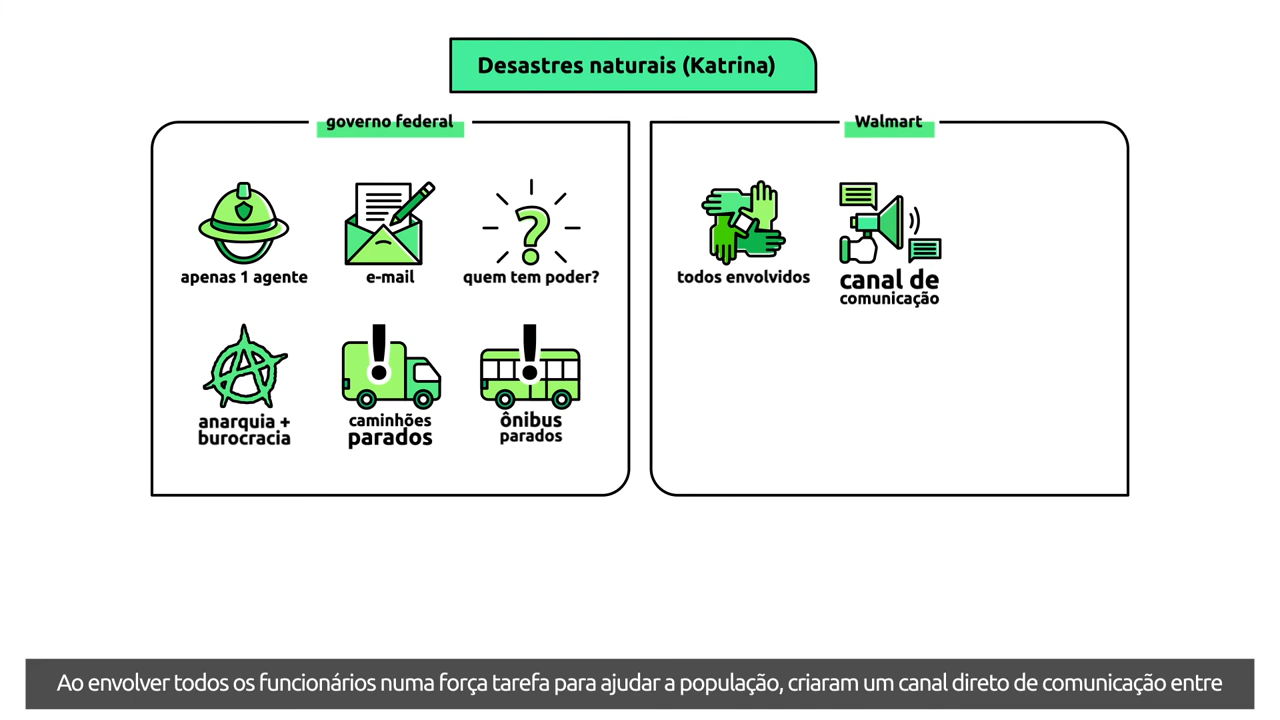 Desastres naturais (Katrina)
governo federal
apenas 1 agente
e-mail
quem tem poder?
anarquia +
burocracia
caminhões
parados
ônibus
parados
Walmart
todos envolvidos
canal de
comunicação
Ao envolver todos os funcionários numa força tarefa para ajudar a população, criaram um canal direto de comunicação entre